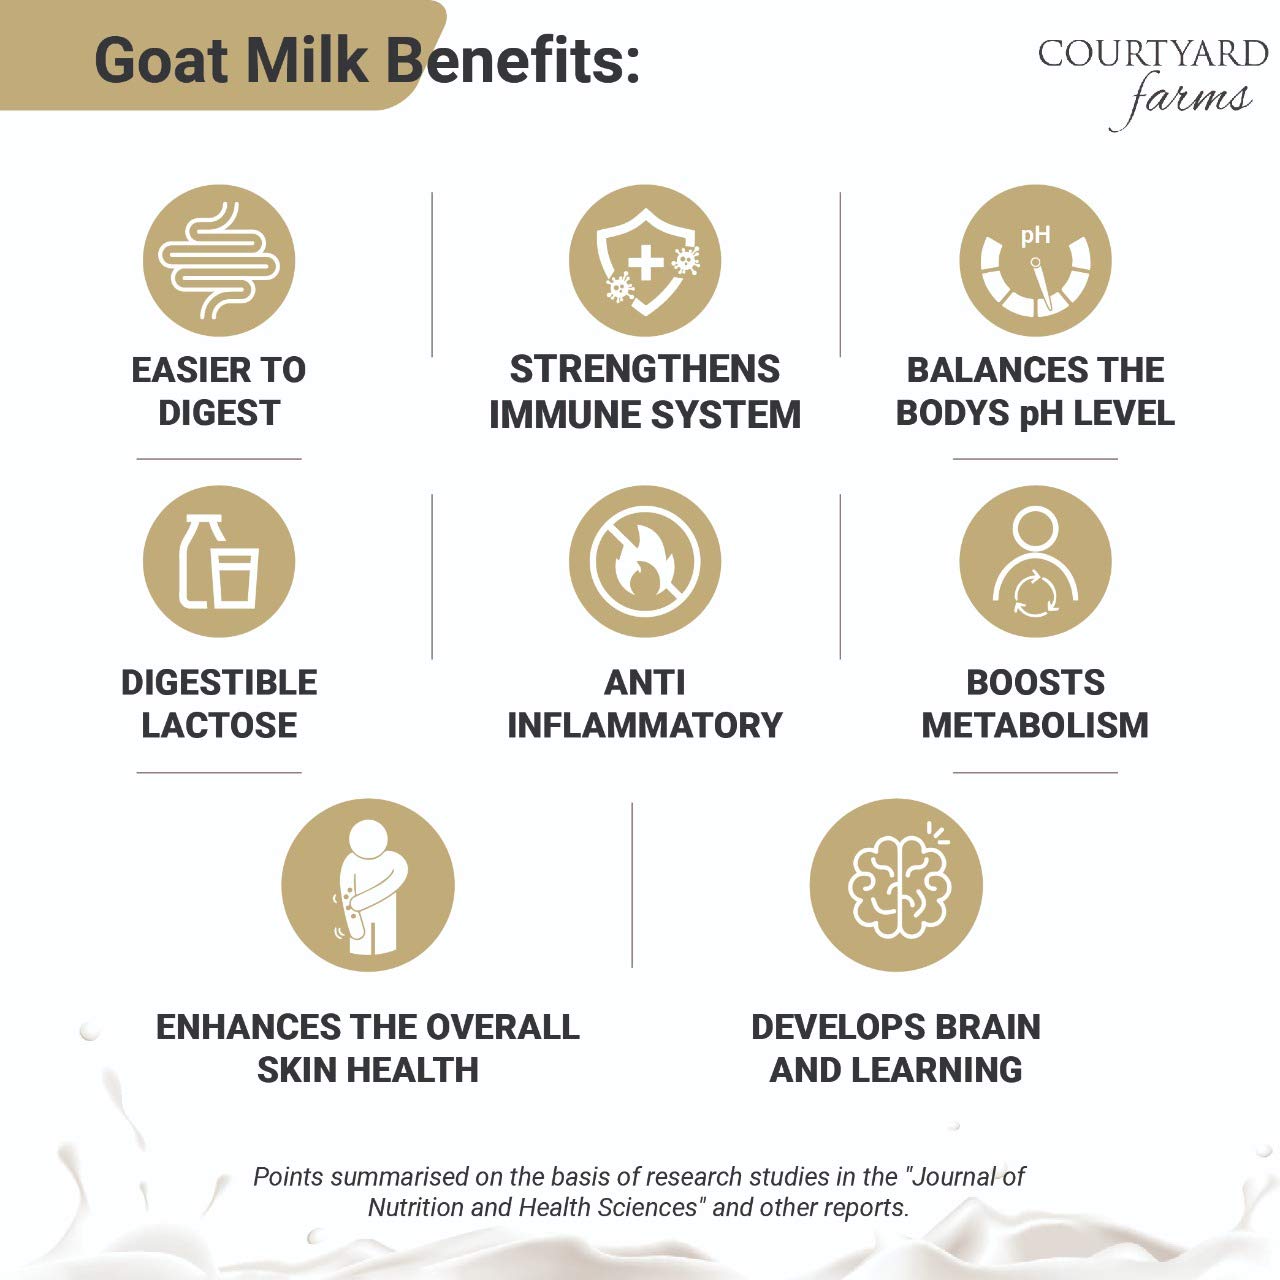 Goat Milk Benefits:
COURTYARD
farms
pH
EASIER TO
DIGEST
STRENGTHENS
IMMUNE SYSTEM
BALANCES THE
BODYS pH LEVEL
DIGESTIBLE
LACTOSE
ANTI
INFLAMMATORY
BOOSTS
METABOLISM
ENHANCES THE OVERALL
SKIN HEALTH
DEVELOPS BRAIN
AND LEARNING
Points summarised on the basis of research studies in the "Journal of
Nutrition and Health Sciences" and other reports.